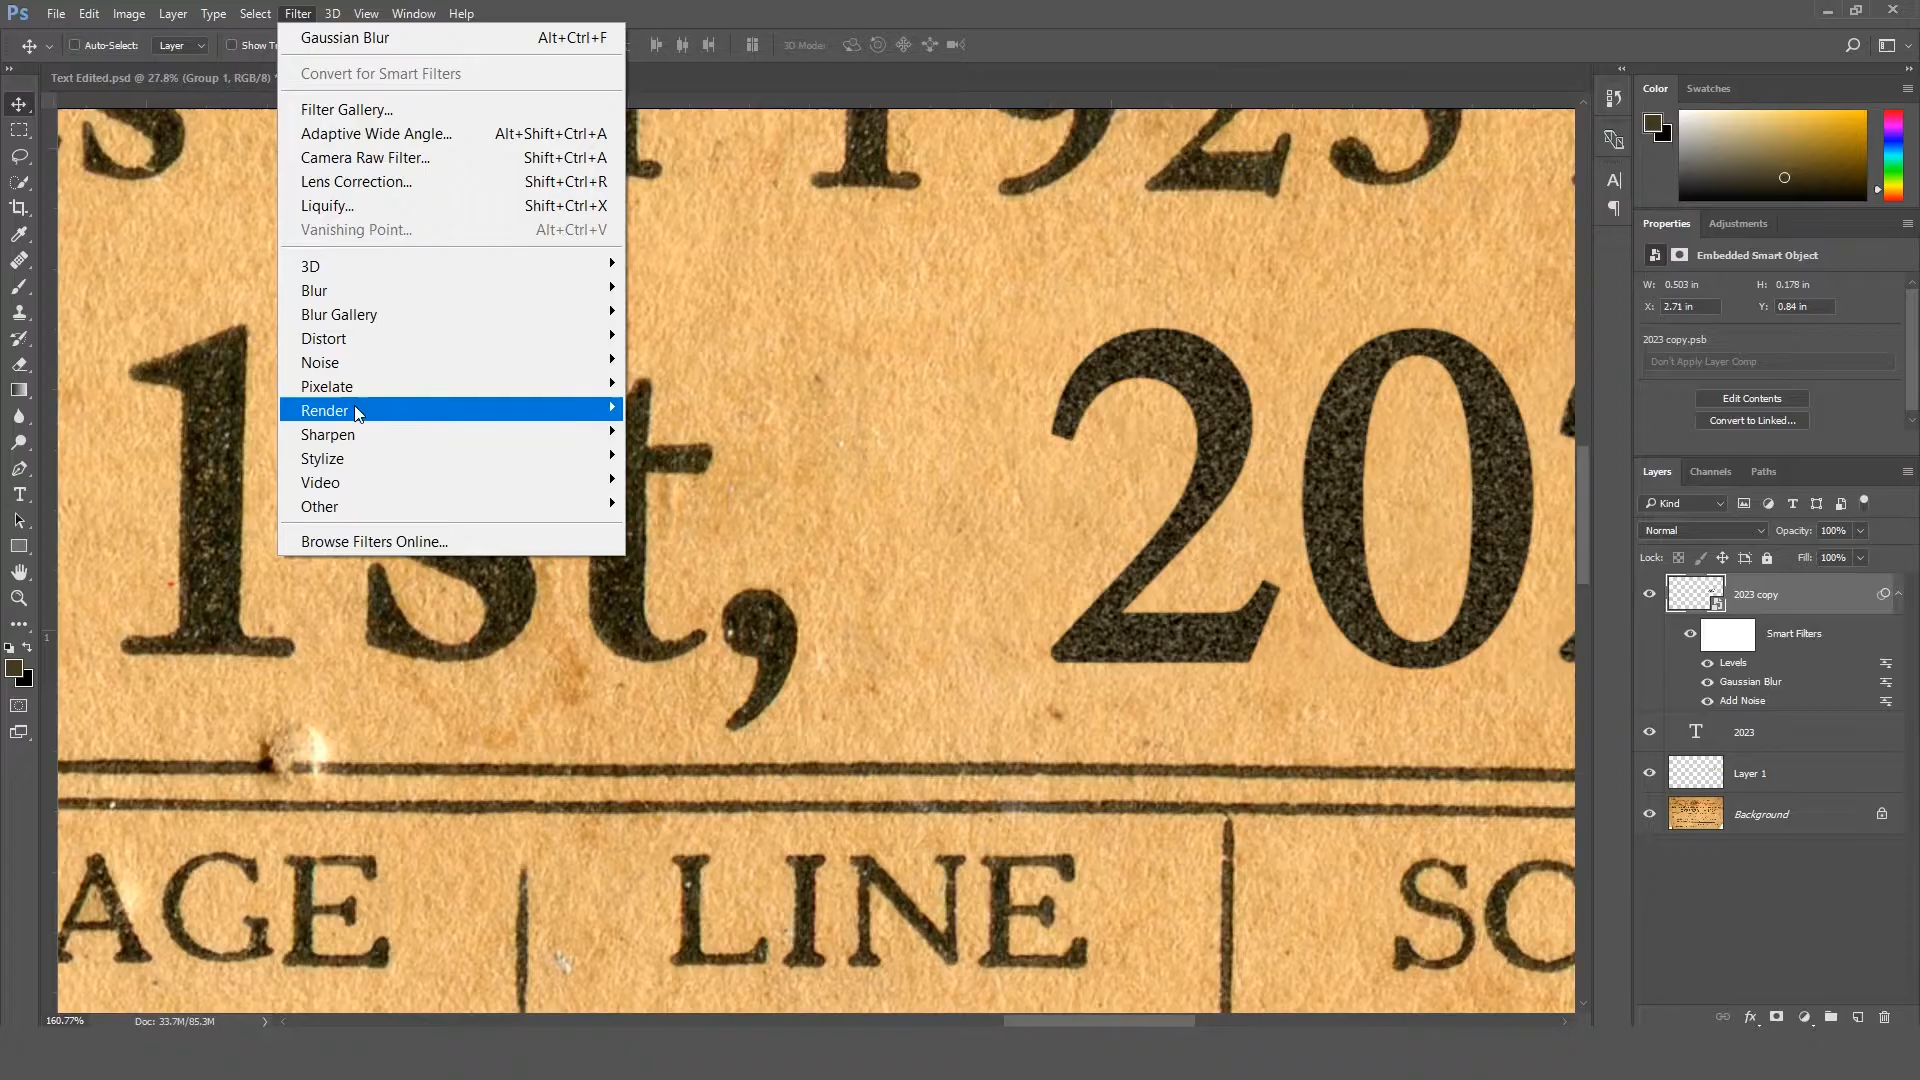 Ps File Edit Image Layer Type Select Filter 3D View Window Help
Auto-Select: Layer Show Tr 3D Mode:
Text Edited.psd @ 27.8% (Group 1, RGB/8) *
Gaussian Blur Alt+Ctrl+F
Convert for Smart Filters
Filter Gallery...
Adaptive Wide Angle... Alt+Shift+Ctrl+A
Camera Raw Filter... Shift+Ctrl+A
Lens Correction... Shift+Ctrl+R
Liquify... Shift+Ctrl+X
Vanishing Point... Alt+Ctrl+V
3D
Blur
Blur Gallery
Distort
Noise
Pixelate
Render
Sharpen
Stylize
Video
Other
Browse Filters Online...
s 1923
1st, 20
AGE LINE SO
1
160.77% Doc: 33.7M/85.3M
Color Swatches
Properties Adjustments
Embedded Smart Object
W: 0.503 in H: 0.178 in
X: 2.71 in Y: 0.84 in
2023 copy.psb
Don't Apply Layer Comp
Edit Contents
Convert to Linked...
Layers Channels Paths
Kind
Normal Opacity: 100%
Lock: Fill: 100%
2023 copy
Smart Filters
Levels
Gaussian Blur
Add Noise
T 2023
Layer 1
Background